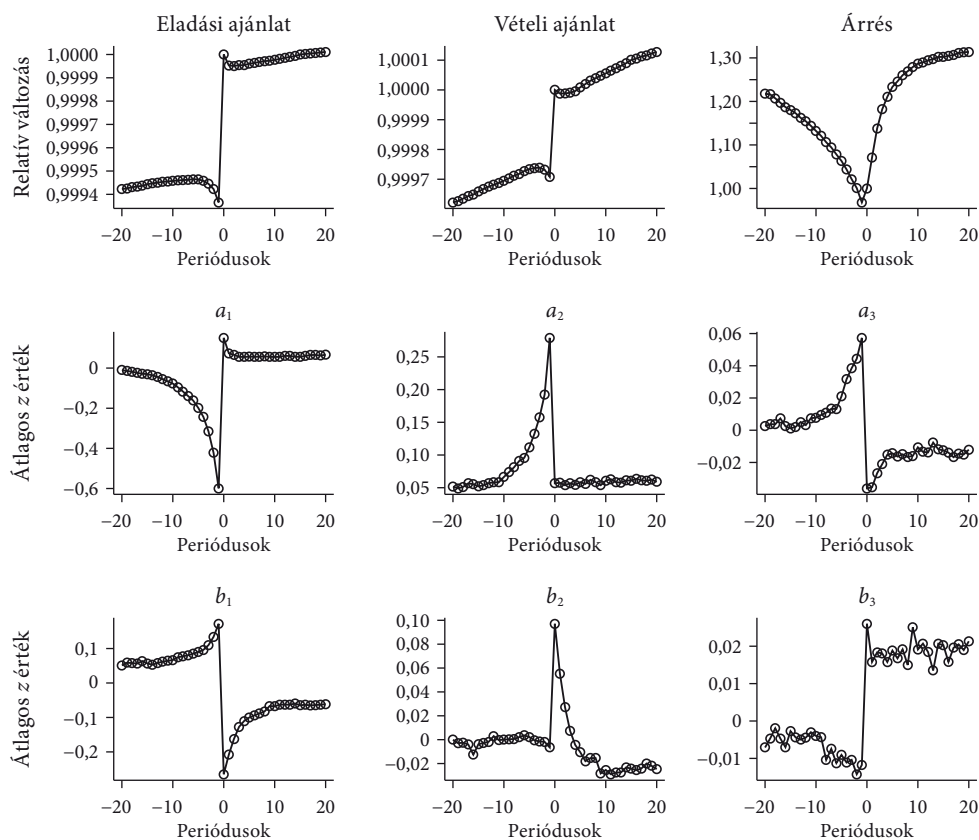 Eladási ajánlat
Vételi ajánlat
Árrés
Relatív változás
1,0000
0,9999
0,9998
0,9997
0,9996
0,9995
0,9994
−20 −10 0 10 20
Periódusok
1,0001
1,0000
0,9999
0,9998
0,9997
−20 −10 0 10 20
Periódusok
1,30
1,20
1,10
1,00
−20 −10 0 10 20
Periódusok
a1
a2
a3
Átlagos z érték
0
−0,2
−0,4
−0,6
−20 −10 0 10 20
Periódusok
0,25
0,20
0,15
0,10
0,05
−20 −10 0 10 20
Periódusok
0,06
0,04
0,02
0
−0,02
−20 −10 0 10 20
Periódusok
b1
b2
b3
Átlagos z érték
0,1
0
−0,1
−0,2
−20 −10 0 10 20
Periódusok
0,10
0,08
0,06
0,04
0,02
0
−0,02
−20 −10 0 10 20
Periódusok
0,02
0,01
0
−0,01
−20 −10 0 10 20
Periódusok